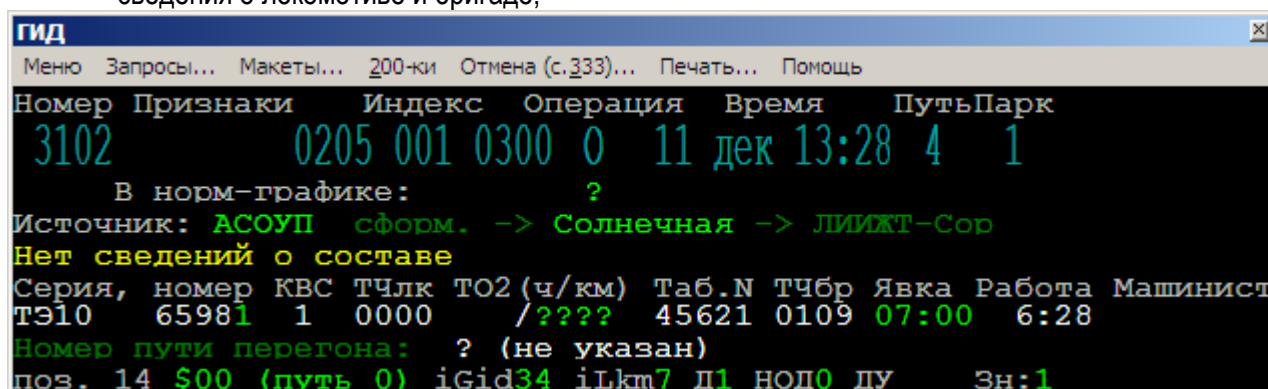 сведения о локомотиве и бригаде,
ГИД
Меню Запросы... Макеты... 200-ки Отмена (с.333)... Печать... Помощь
Номер Признаки Индекс Операция Время ПутьПарк
3102 0205 001 0300 0 11 дек 13:28 4 1
В норм-графике: ?
Источник: АСОУП сформ. -> Солнечная -> ЛИИЖТ-Сор
Нет сведений о составе
Серия, номер КВС ТЧлк ТО2(ч/км) Таб.N ТЧбр Явка Работа Машинист
ТЭ10 65981 1 0000 /???? 45621 0109 07:00 6:28
Номер пути перегона: ? (не указан)
поз. 14 $00 (путь 0) iGid34 iLkm7 Д1 НОД0 ДУ Зн:1